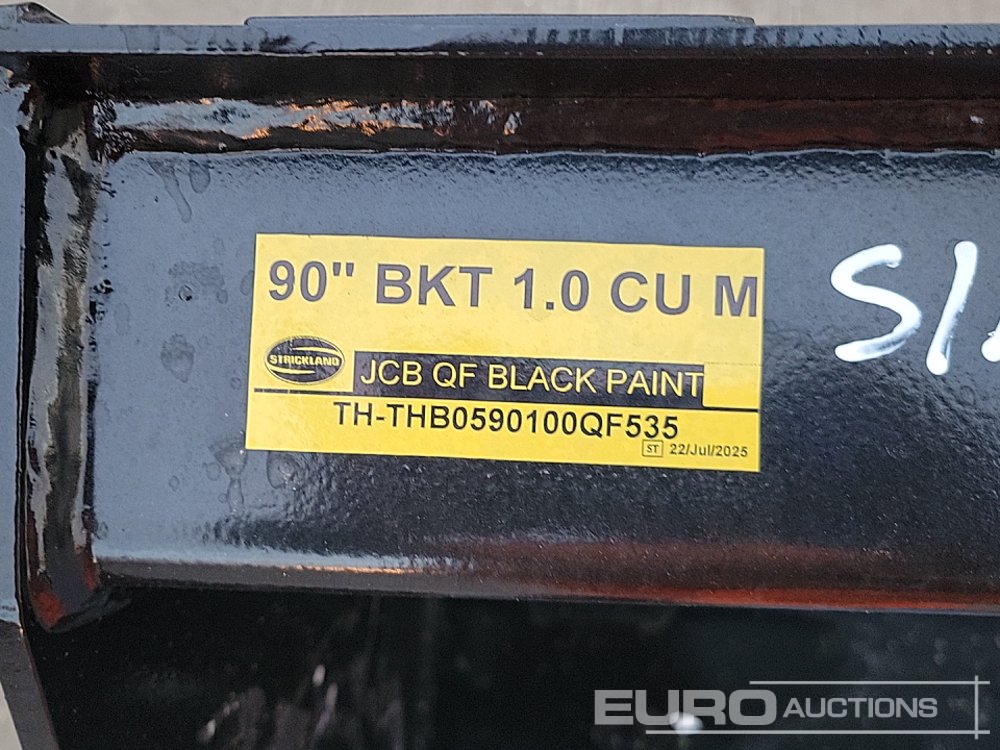 90" BKT 1.0 CU M
STRICKLAND
JCB QF BLACK PAINT
TH-THB0590100QF535
ST 22/Jul/2025
EURO AUCTIONS